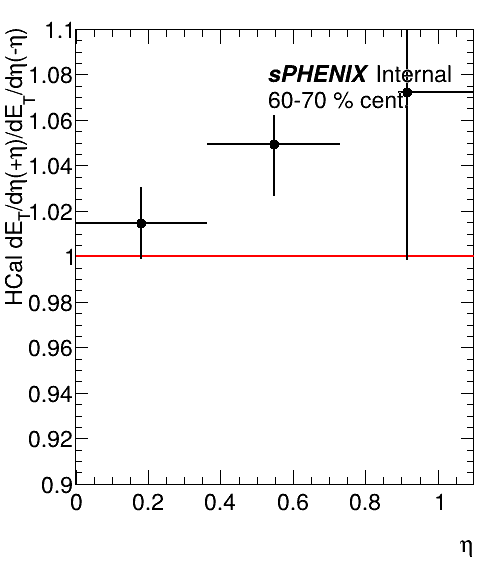 HCal dE_T/dη(+η)/dE_T/dη(-η)
1.1
1.08
1.06
1.04
1.02
1
0.98
0.96
0.94
0.92
0.9
sPHENIX Internal
60-70 % cent.
0 0.2 0.4 0.6 0.8 1
η